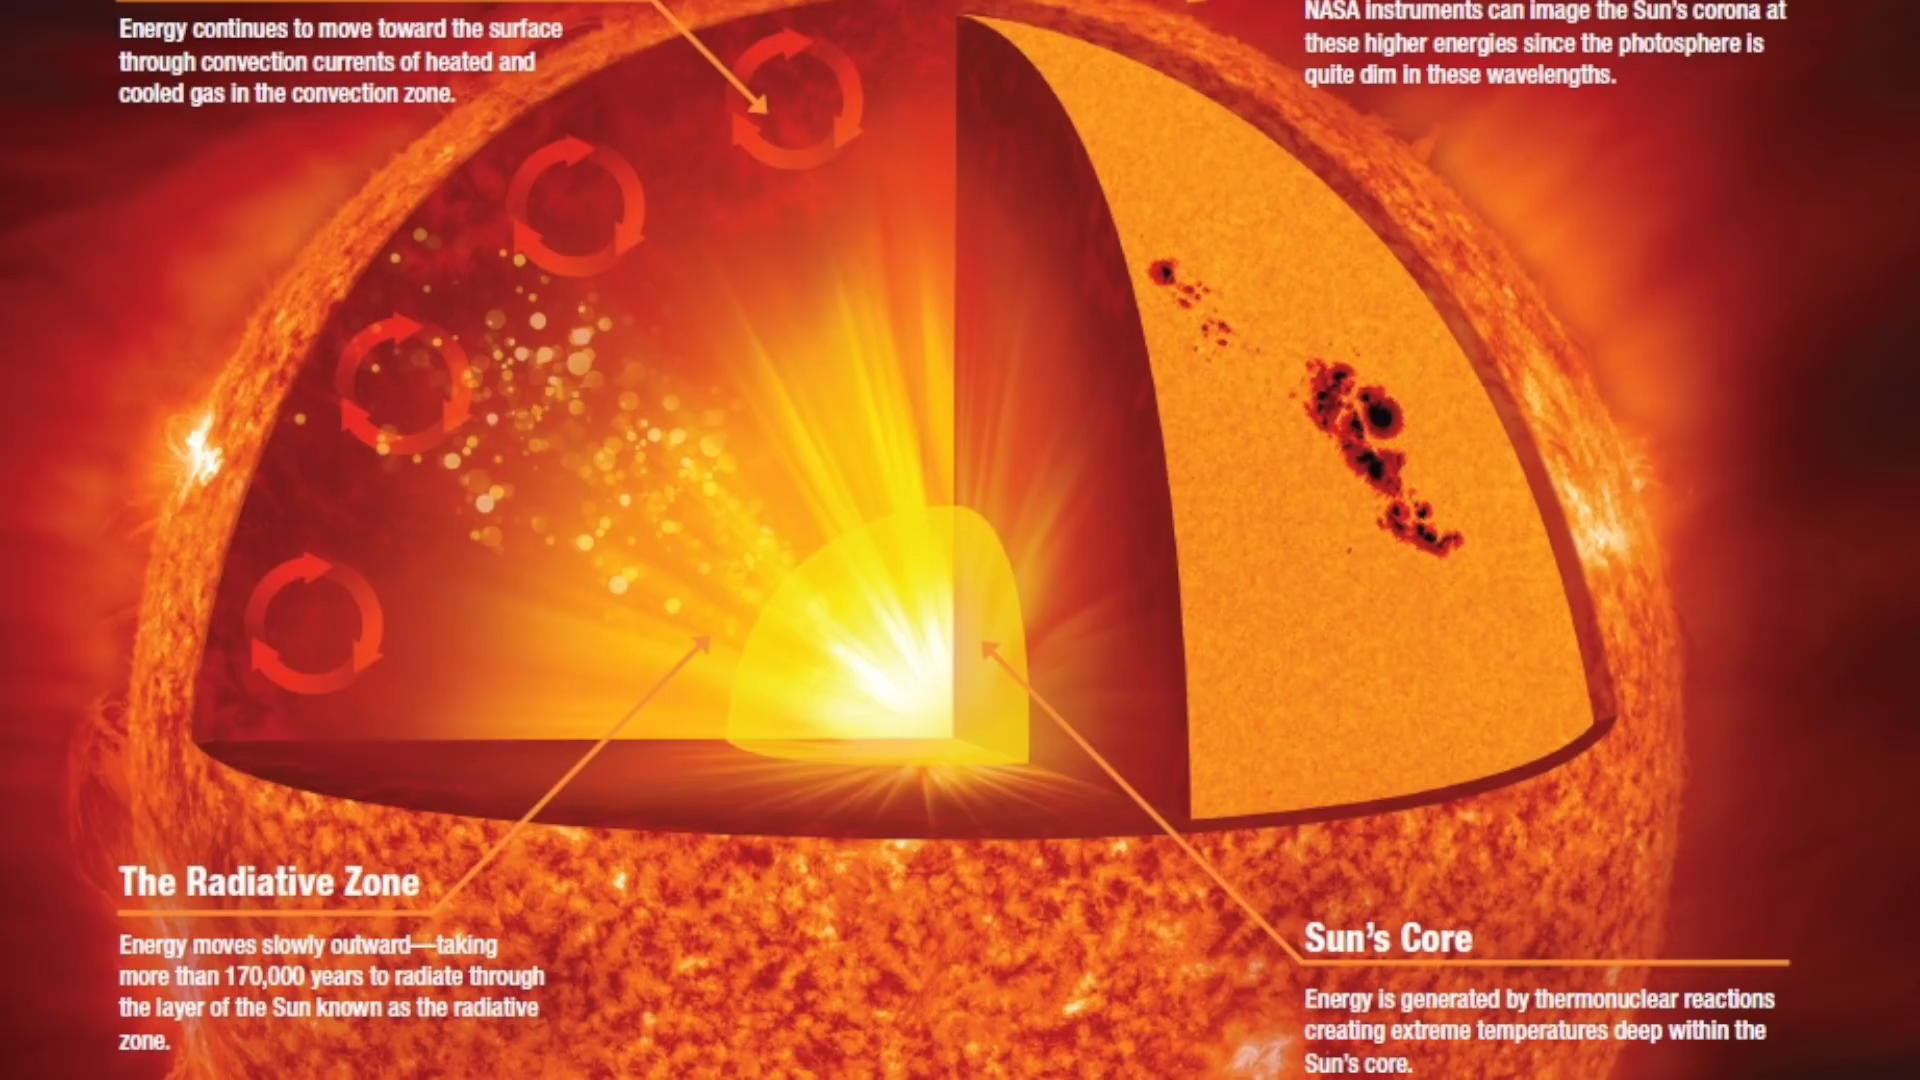 Energy continues to move toward the surface
through convection currents of heated and
cooled gas in the convection zone.
NASA instruments can image the Sun's corona at
these higher energies since the photosphere is
quite dim in these wavelengths.
The Radiative Zone
Energy moves slowly outward—taking
more than 170,000 years to radiate through
the layer of the Sun known as the radiative
zone.
Sun's Core
Energy is generated by thermonuclear reactions
creating extreme temperatures deep within the
Sun's core.